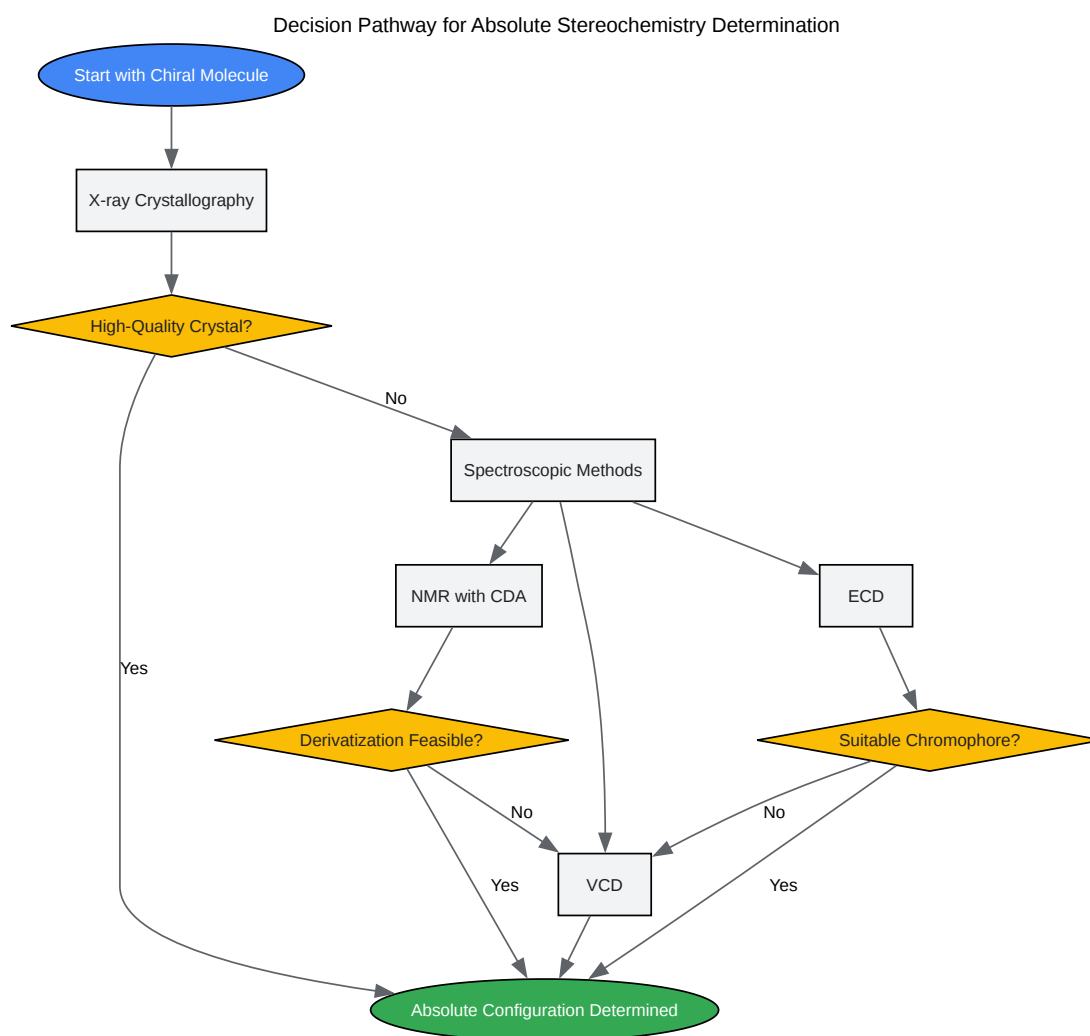 Decision Pathway for Absolute Stereochemistry Determination
Start with Chiral Molecule
X-ray Crystallography
High-Quality Crystal?
No
Spectroscopic Methods
NMR with CDA
ECD
Yes
Derivatization Feasible?
Suitable Chromophore?
No
No
VCD
Yes
Yes
Absolute Configuration Determined